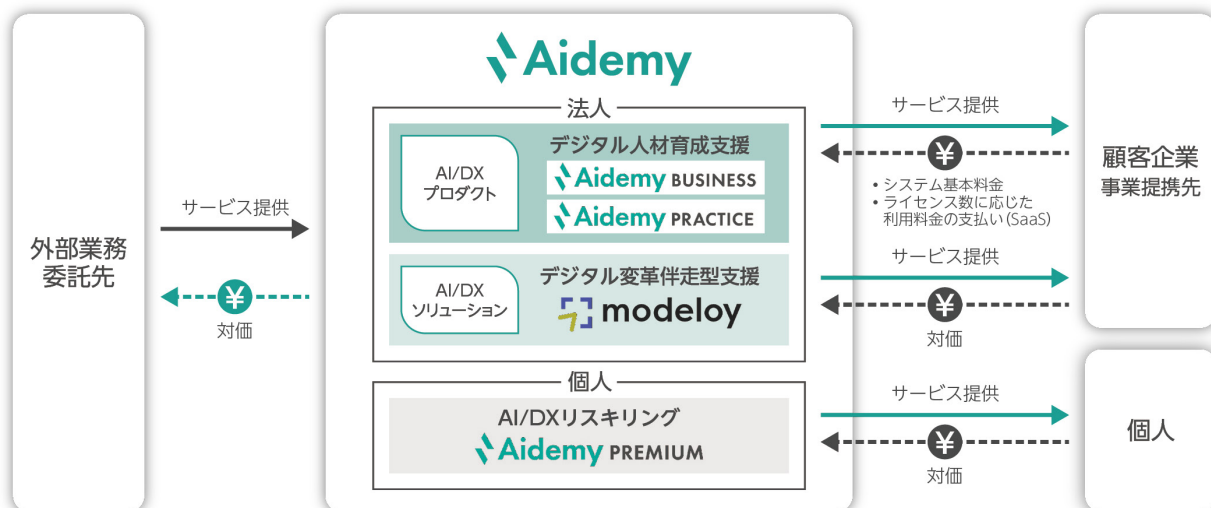 外部業務
委託先
サービス提供
¥
対価
Aidemy
法人
AI/DX
プロダクト
デジタル人材育成支援
Aidemy BUSINESS
Aidemy PRACTICE
AI/DX
ソリューション
デジタル変革伴走型支援
modeloy
個人
AI/DXリスキリング
Aidemy PREMIUM
サービス提供
¥
• システム基本料金
• ライセンス数に応じた
利用料金の支払い(SaaS)
サービス提供
¥
対価
サービス提供
¥
対価
顧客企業
事業提携先
個人